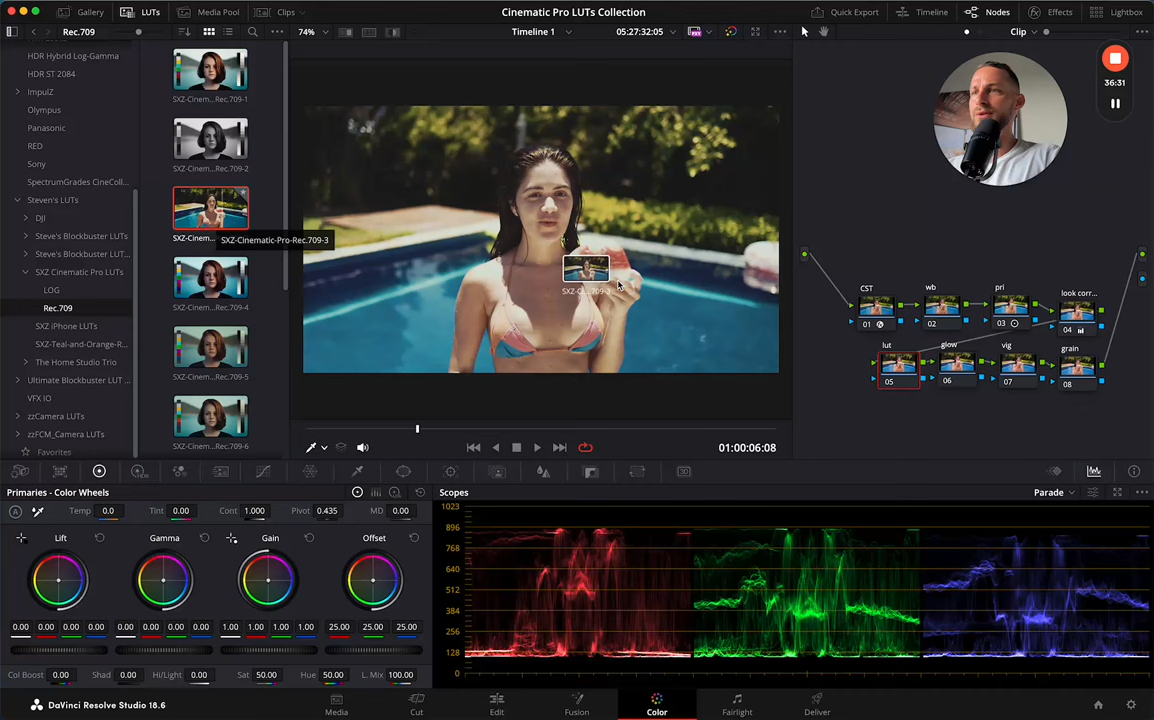 Gallery LUTs Media Pool Clips Cinematic Pro LUTs Collection Quick Export Timeline Nodes Effects Lightbox
Rec.709 74% Timeline 1 05:27:32:05 Clip
HDR Hybrid Log-Gamma
HDR ST 2084
ImpulZ
Olympus
Panasonic
RED
Sony
SpectrumGrades CineColl...
Steven's LUTs
DJI
Steve's Blockbuster LUTs
Steve's Blockbuster LUTs
SXZ Cinematic Pro LUTs
LOG
Rec.709
SXZ iPhone LUTs
SXZ-Teal-and-Orange-R...
The Home Studio Trio
Ultimate Blockbuster LUT ...
VFX IO
zzCamera LUTs
zzFCM_Camera LUTs
Favorites
SXZ-Cinem...Rec.709-1
SXZ-Cinem...Rec.709-2
SXZ-Cinem...
SXZ-Cinematic-Pro-Rec.709-3
SXZ-Cinem...Rec.709-4
SXZ-Cinem...Rec.709-5
SXZ-Cinem...Rec.709-6
SXZ-Ci...709-3
36:31
CST wb pri look corr...
01 02 03 04
lut glow vig grain
05 06 07 08
01:00:06:08
Primaries - Color Wheels
Temp 0.0 Tint 0.00 Cont 1.000 Pivot 0.435 MD 0.00
Lift Gamma Gain Offset
0.00 0.00 0.00 0.00 0.00 0.00 0.00 0.00 1.00 1.00 1.00 1.00 25.00 25.00 25.00
Col Boost 0.00 Shad 0.00 Hi/Light 0.00 Sat 50.00 Hue 50.00 L. Mix 100.00
Scopes Parade
1023
896
768
640
512
384
256
128
0
DaVinci Resolve Studio 18.6
Media Cut Edit Fusion Color Fairlight Deliver